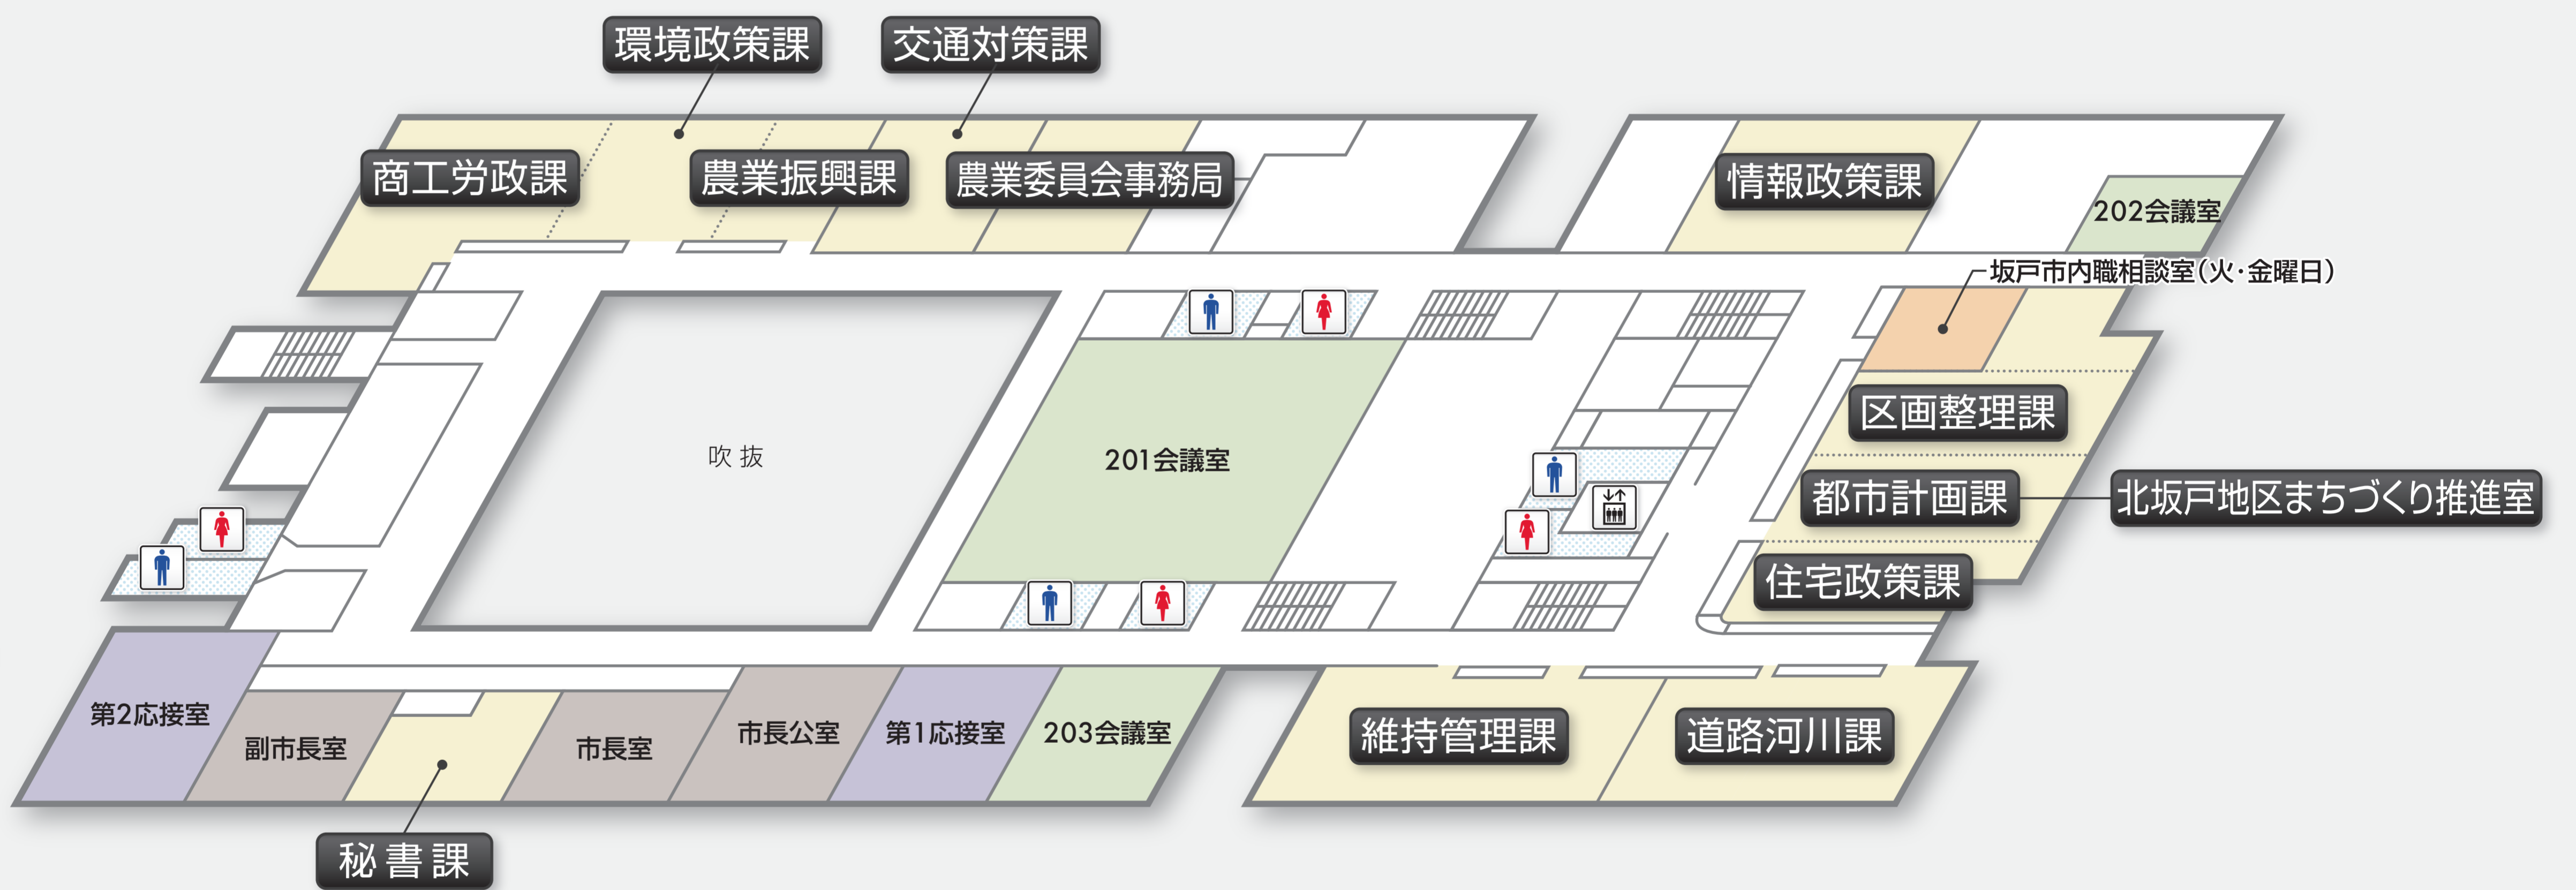 環境政策課
交通対策課
商工労政課
農業振興課
農業委員会事務局
情報政策課
202会議室
坂戸市内職相談室(火・金曜日)
区画整理課
吹抜
201会議室
都市計画課
北坂戸地区まちづくり推進室
住宅政策課
第2応接室
副市長室
市長室
市長公室
第1応接室
203会議室
維持管理課
道路河川課
秘書課